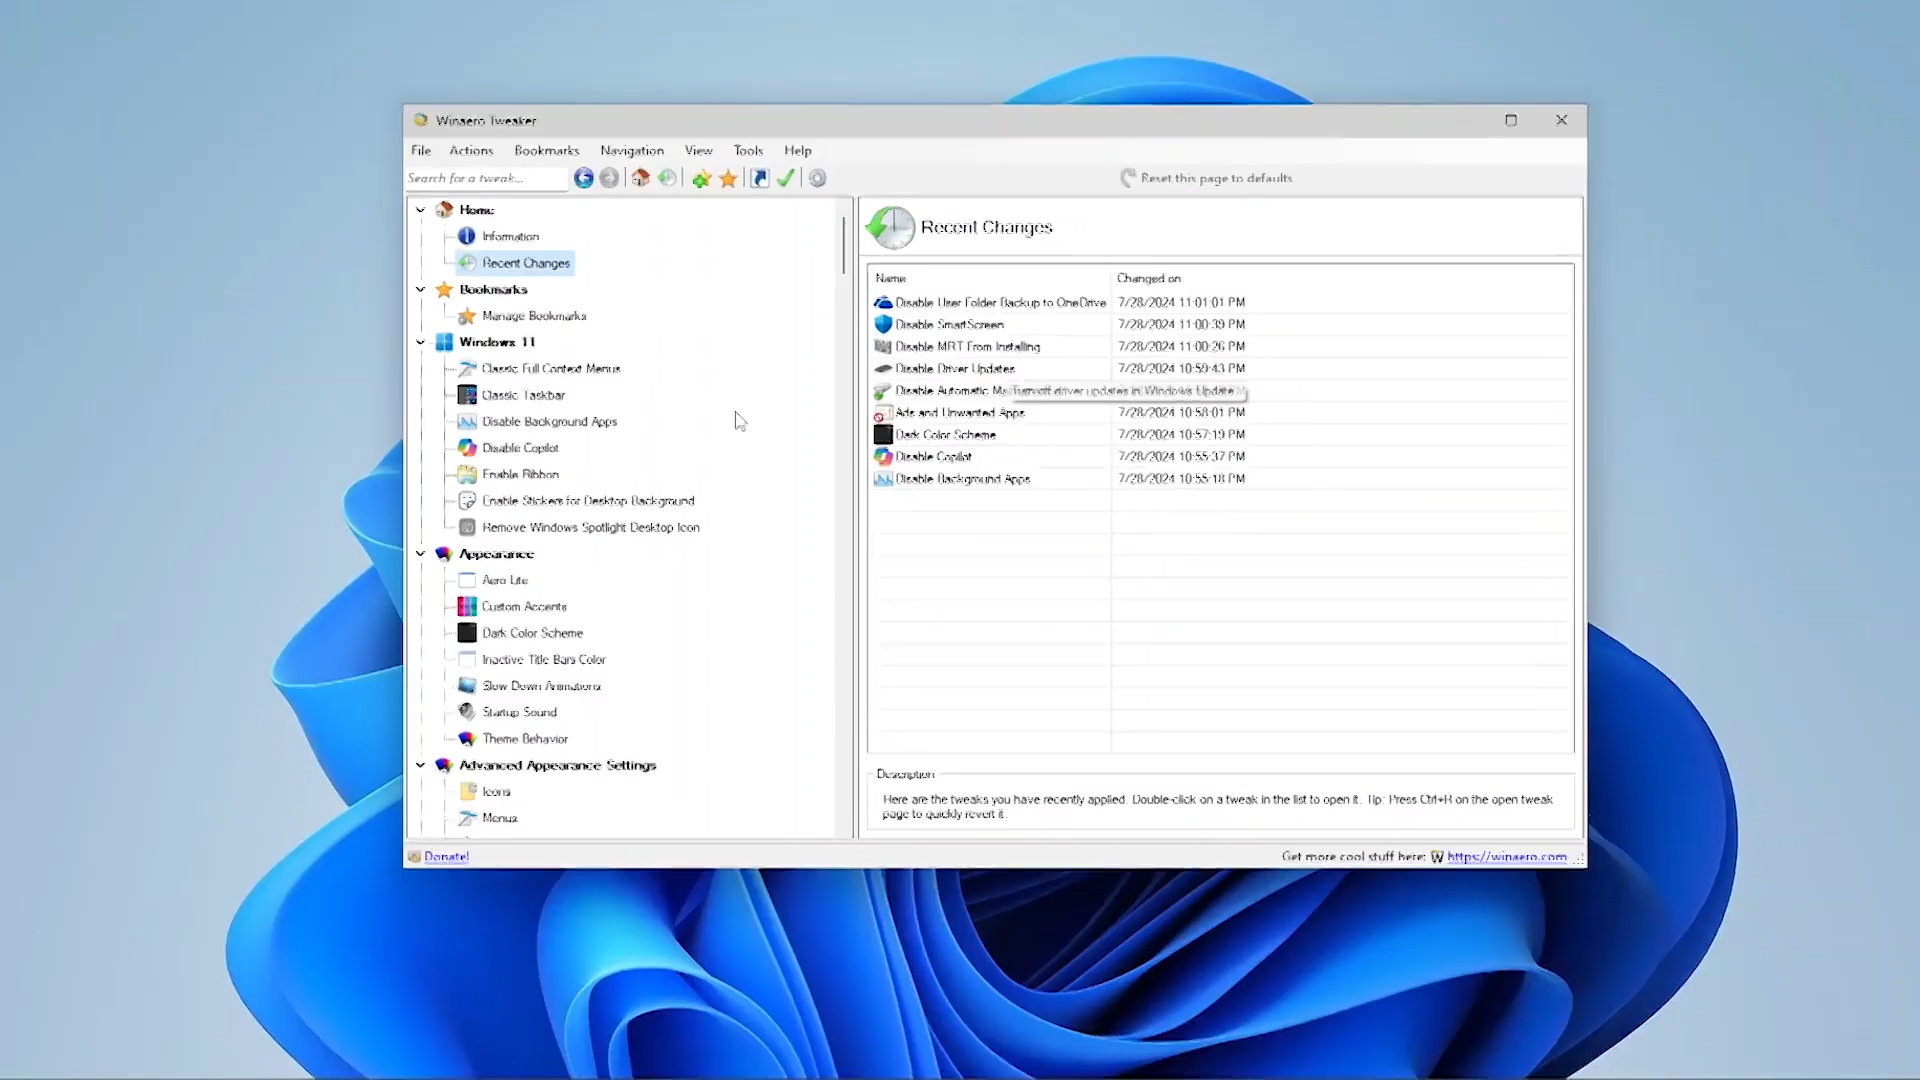 Winaero Tweaker
File Actions Bookmarks Navigation View Tools Help
Search for a tweak...
Reset this page to defaults
Home
Information
Recent Changes
Bookmarks
Manage Bookmarks
Windows 11
Classic Full Context Menus
Classic Taskbar
Disable Background Apps
Disable Copilot
Enable Ribbon
Enable Stickers for Desktop Background
Remove Windows Spotlight Desktop Icon
Appearance
Aero Lite
Custom Accents
Dark Color Scheme
Inactive Title Bars Color
Slow Down Animations
Startup Sound
Theme Behavior
Advanced Appearance Settings
Icons
Menus
Recent Changes
Name Changed on
Disable User Folder Backup to OneDrive 7/28/2024 11:01:01 PM
Disable SmartScreen 7/28/2024 11:00:39 PM
Disable MRT From Installing 7/28/2024 11:00:26 PM
Disable Driver Updates 7/28/2024 10:59:43 PM
Disable Automatic
Turn off driver updates in Windows Update
Ads and Unwanted Apps 7/28/2024 10:58:01 PM
Dark Color Scheme 7/28/2024 10:57:19 PM
Disable Copilot 7/28/2024 10:55:37 PM
Disable Background Apps 7/28/2024 10:55:18 PM
Description
Here are the tweaks you have recently applied. Double-click on a tweak in the list to open it. Tip: Press Ctrl+R on the open tweak
page to quickly revert it.
Donate!
Get more cool stuff here: https://winaero.com